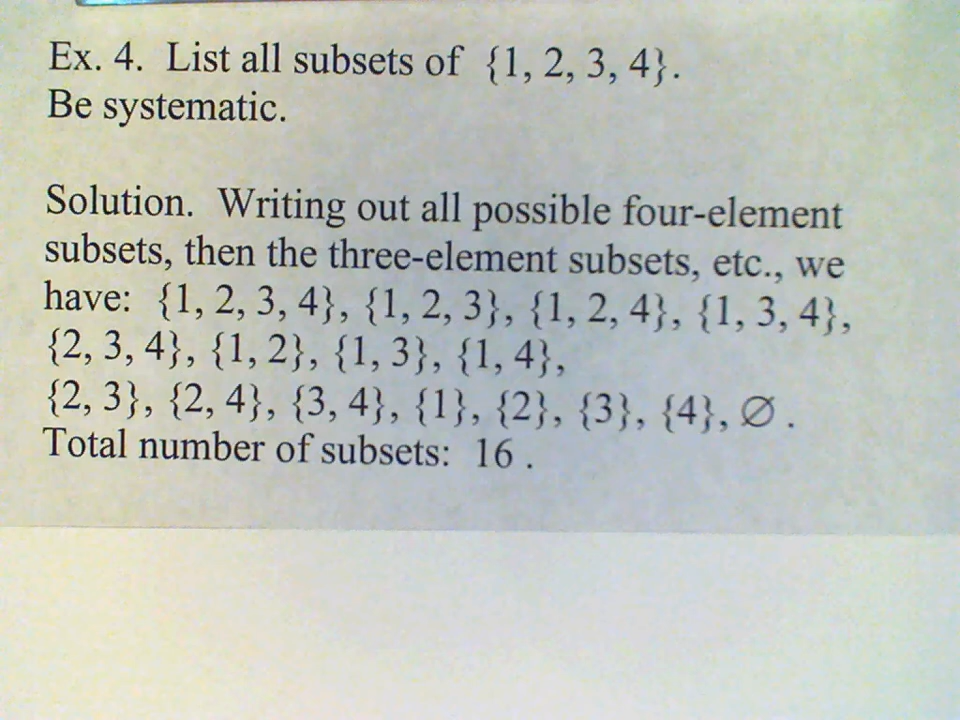 Ex. 4. List all subsets of {1, 2, 3, 4}.
Be systematic.
Solution. Writing out all possible four-element
subsets, then the three-element subsets, etc., we
have: {1, 2, 3, 4}, {1, 2, 3}, {1, 2, 4}, {1, 3, 4},
{2, 3, 4}, {1, 2}, {1, 3}, {1, 4},
{2, 3}, {2, 4}, {3, 4}, {1}, {2}, {3}, {4}, ∅ .
Total number of subsets: 16 .